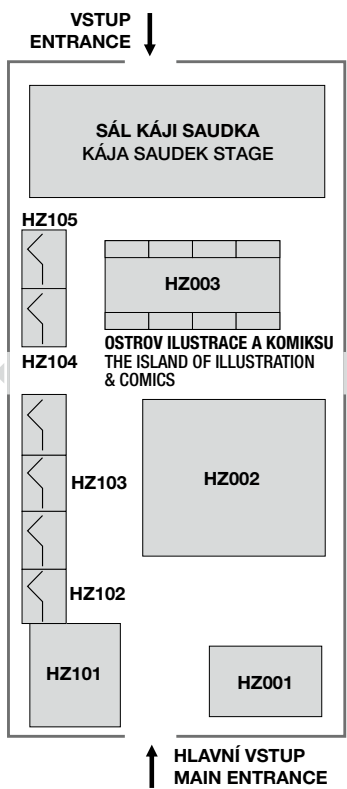 VSTUP
ENTRANCE
SÁL KÁJI SAUDKA
KÁJA SAUDEK STAGE
HZ105
HZ003
OSTROV ILUSTRACE A KOMIKSU
THE ISLAND OF ILLUSTRATION
& COMICS
HZ104
HZ103
HZ002
HZ102
HZ101
HZ001
HLAVNÍ VSTUP
MAIN ENTRANCE